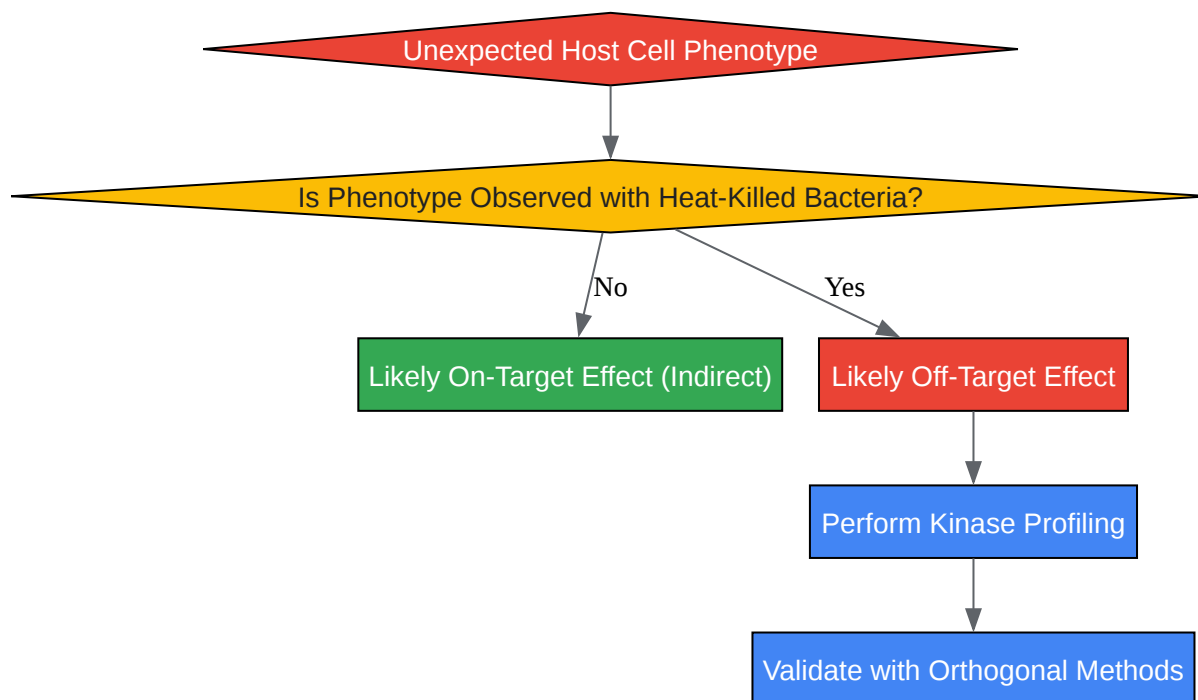 Unexpected Host Cell Phenotype
Is Phenotype Observed with Heat-Killed Bacteria?
No
Yes
Likely On-Target Effect (Indirect)
Likely Off-Target Effect
Perform Kinase Profiling
Validate with Orthogonal Methods